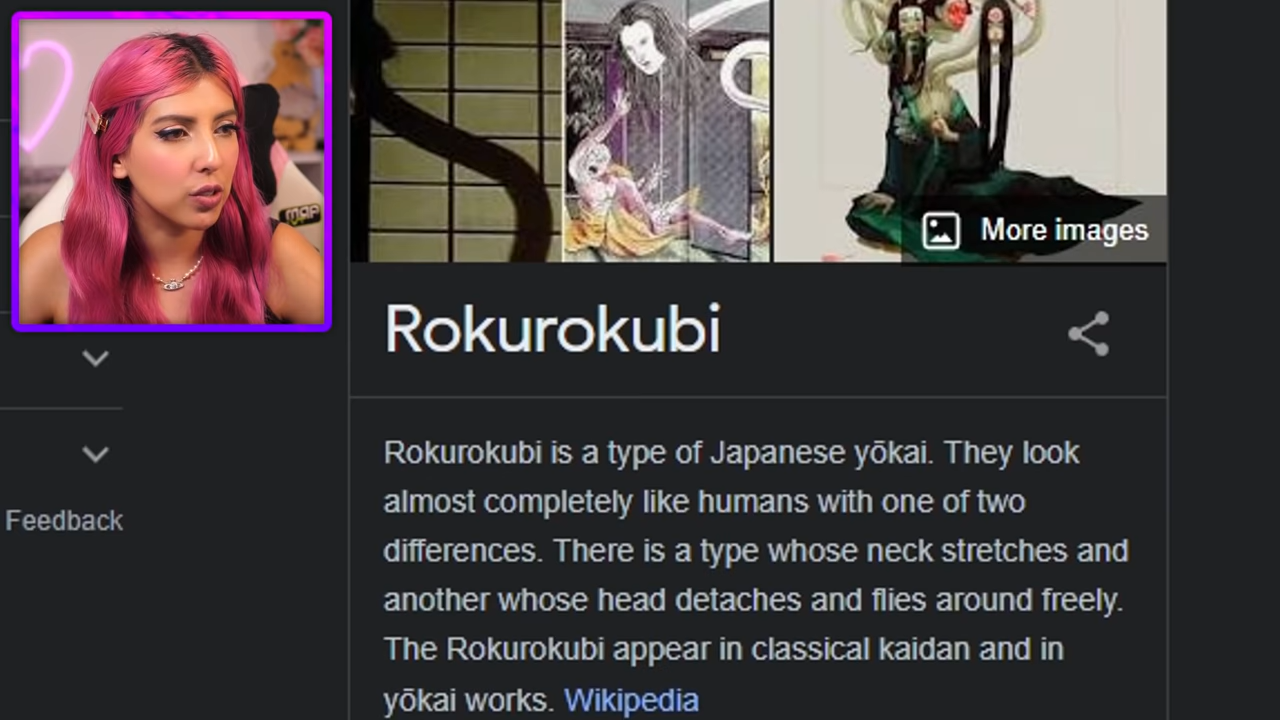 More images
Rokurokubi
Rokurokubi is a type of Japanese yōkai. They look
almost completely like humans with one of two
differences. There is a type whose neck stretches and
another whose head detaches and flies around freely.
The Rokurokubi appear in classical kaidan and in
yōkai works. Wikipedia
Feedback